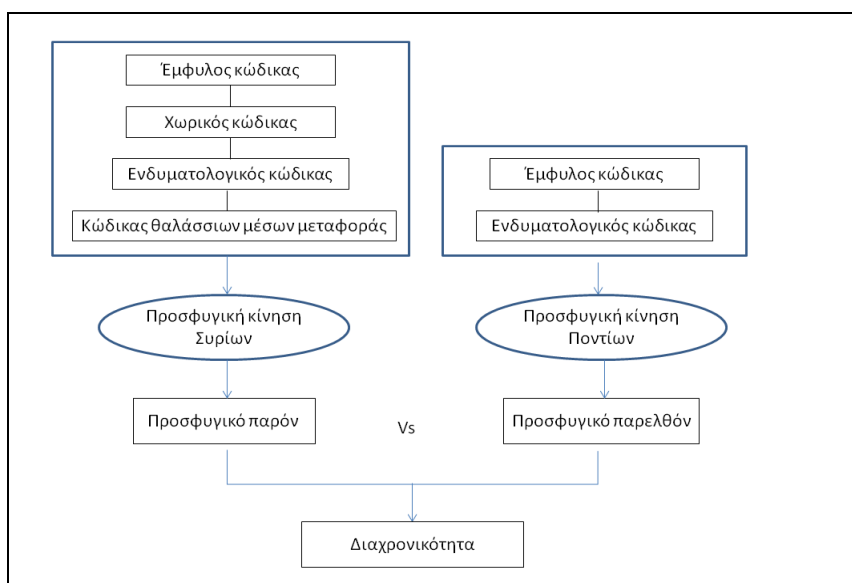 Έμφυλος κώδικας
Χωρικός κώδικας
Ενδυματολογικός κώδικας
Κώδικας θαλάσσιων μέσων μεταφοράς
Έμφυλος κώδικας
Ενδυματολογικός κώδικας
Προσφυγική κίνηση
Συρίων
Προσφυγική κίνηση
Ποντίων
Προσφυγικό παρόν
Vs
Προσφυγικό παρελθόν
Διαχρονικότητα